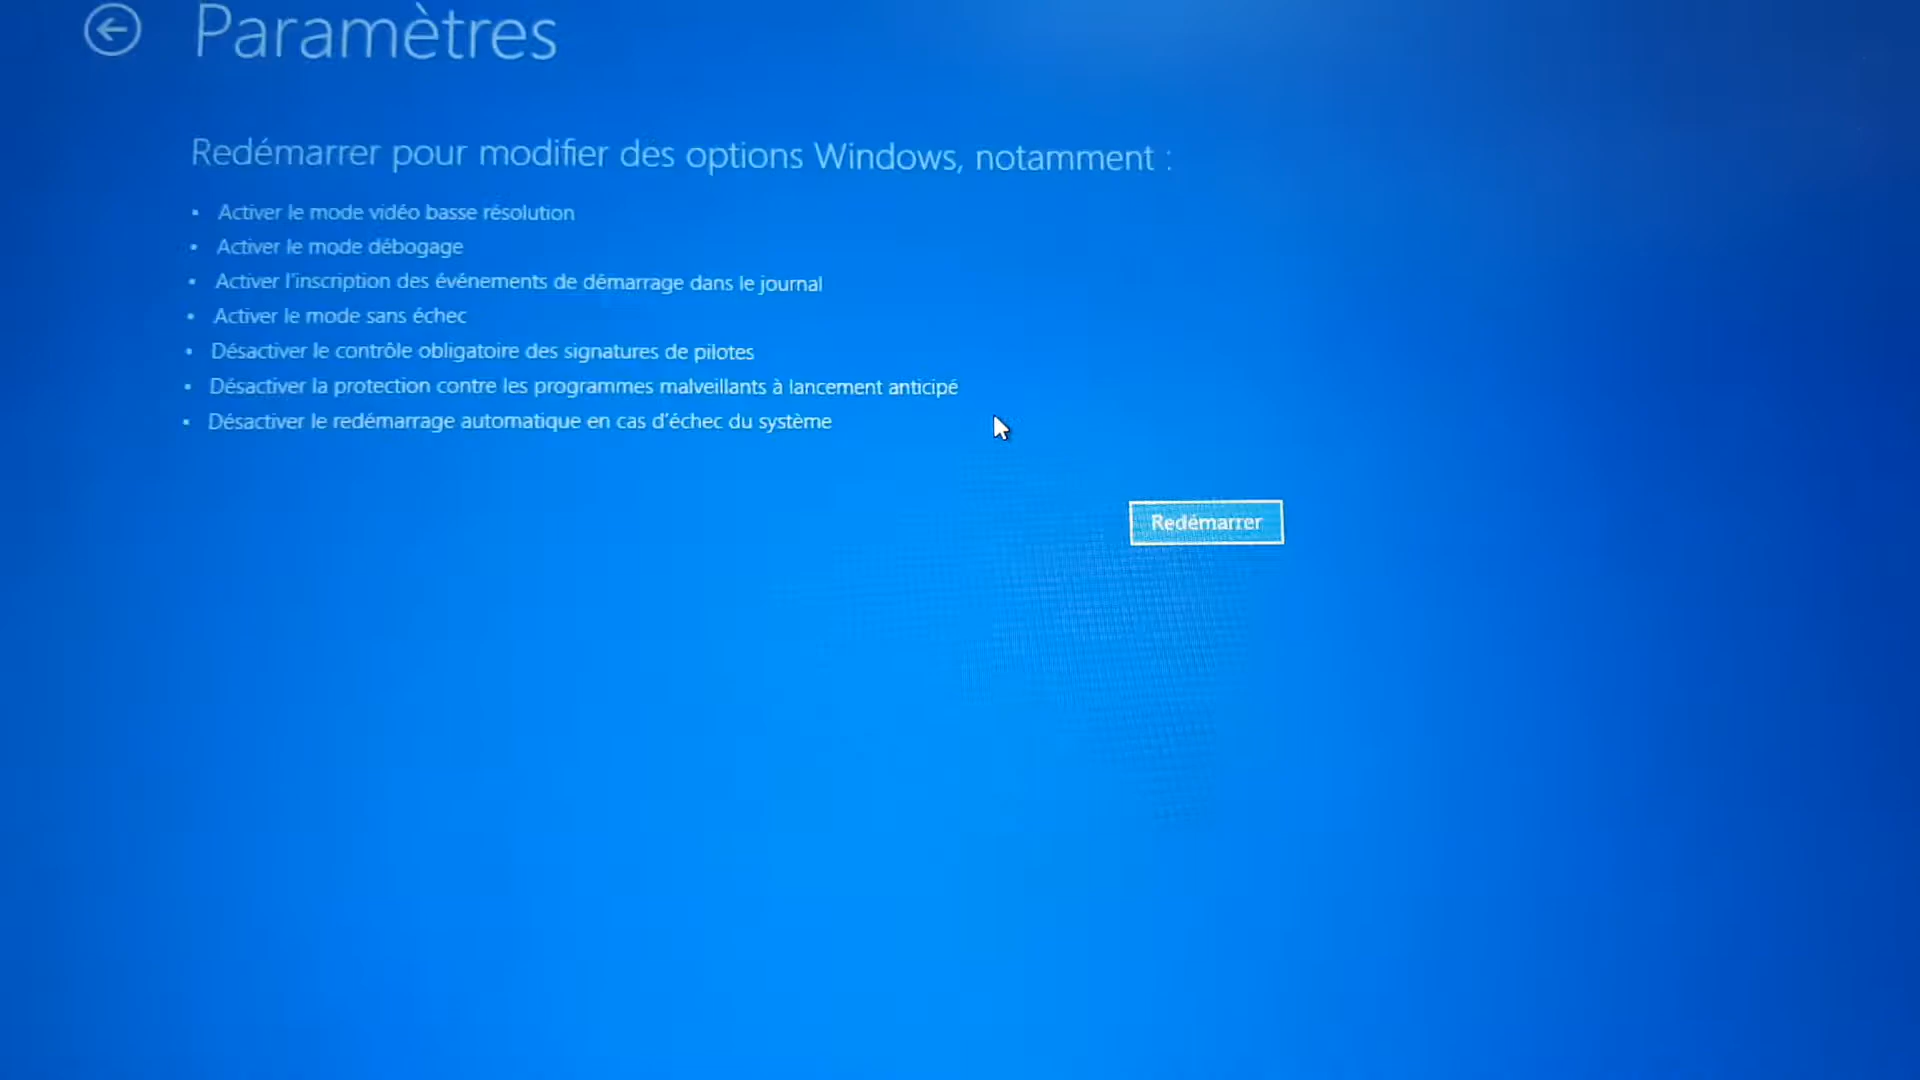 Paramètres
Redémarrer pour modifier des options Windows, notamment :
• Activer le mode vidéo basse résolution
• Activer le mode débogage
• Activer l'inscription des événements de démarrage dans le journal
• Activer le mode sans échec
• Désactiver le contrôle obligatoire des signatures de pilotes
• Désactiver la protection contre les programmes malveillants à lancement anticipé
• Désactiver le redémarrage automatique en cas d'échec du système
Redémarrer